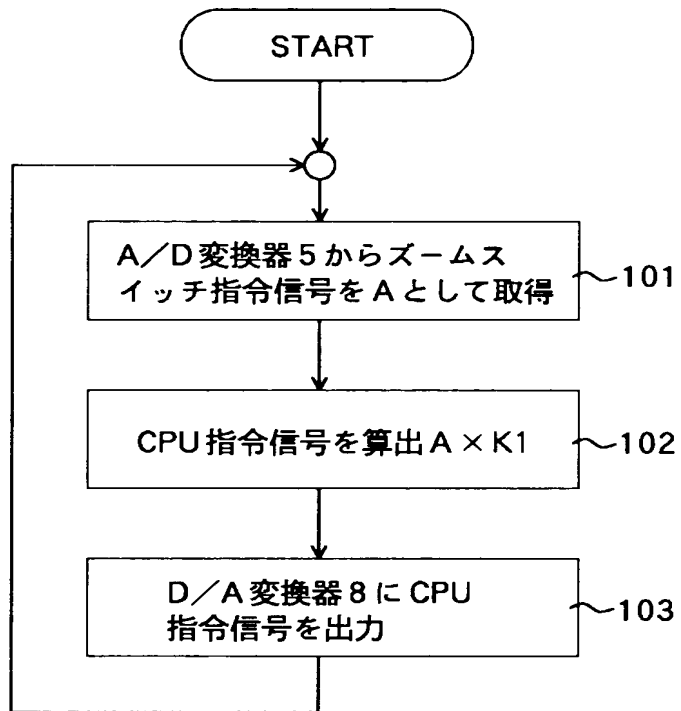 START
A/D変換器5からズームス
イッチ指令信号をAとして取得
101
CPU指令信号を算出A×K1
102
D/A変換器8にCPU
指令信号を出力
103